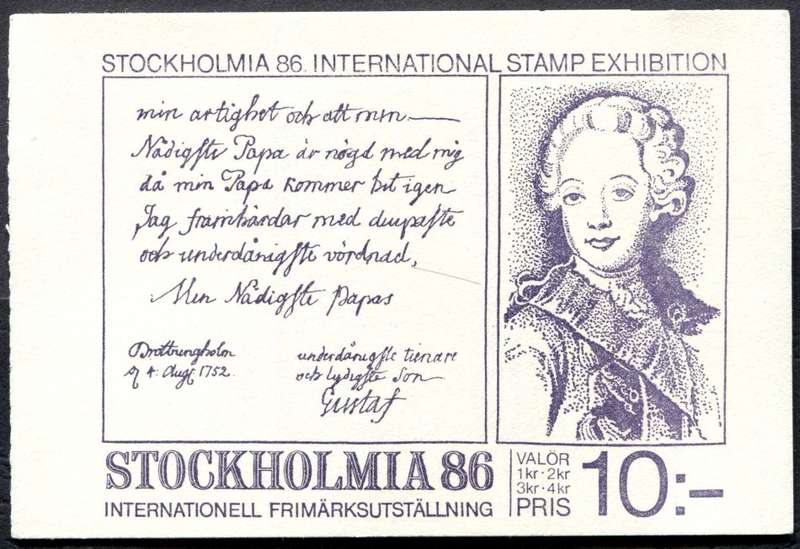 STOCKHOLMIA 86. INTERNATIONAL STAMP EXHIBITION
min artighet och att min
Nådigste Papa är nögd med mig
då min Papa kommer hit igen
Jag framhärdar med diupaste
och underdånigste vördnad,
Min Nådigste Papas
Drottningholm
d 4: Augs 1752.
underdånigste tienare
och lydigste Son
Gustaf
STOCKHOLMIA 86
INTERNATIONELL FRIMÄRKSUTSTÄLLNING
VALÖR
1kr·2kr
3kr·4kr
PRIS
10:-